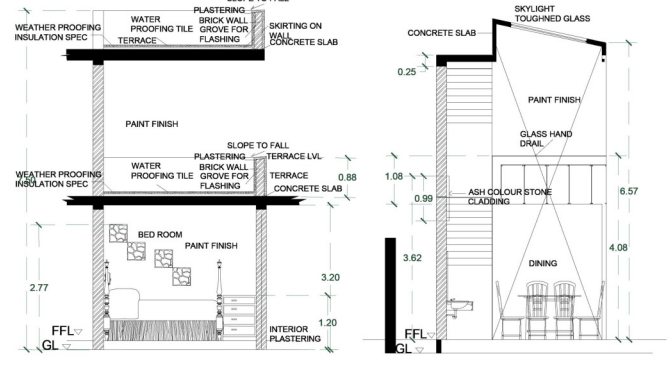 SLOPE TO FALL
PLASTERING
WATER
PROOFING TILE
BRICK WALL
GROVE FOR
FLASHING
SKIRTING ON
WALL
WEATHER PROOFING
INSULATION SPEC
TERRACE
CONCRETE SLAB
PAINT FINISH
SLOPE TO FALL
PLASTERING
TERRACE LVL
WATER
PROOFING TILE
BRICK WALL
GROVE FOR
FLASHING
TERRACE
WEATHER PROOFING
INSULATION SPEC
CONCRETE SLAB
0.88
BED ROOM
PAINT FINISH
2.77
3.20
1.20
FFL
GL
INTERIOR
PLASTERING
SKYLIGHT
TOUGHNED GLASS
CONCRETE SLAB
0.25
PAINT FINISH
GLASS HAND
DRAIL
1.08
0.99
ASH COLOUR STONE
CLADDING
6.57
4.08
3.62
DINING
FFL
GL